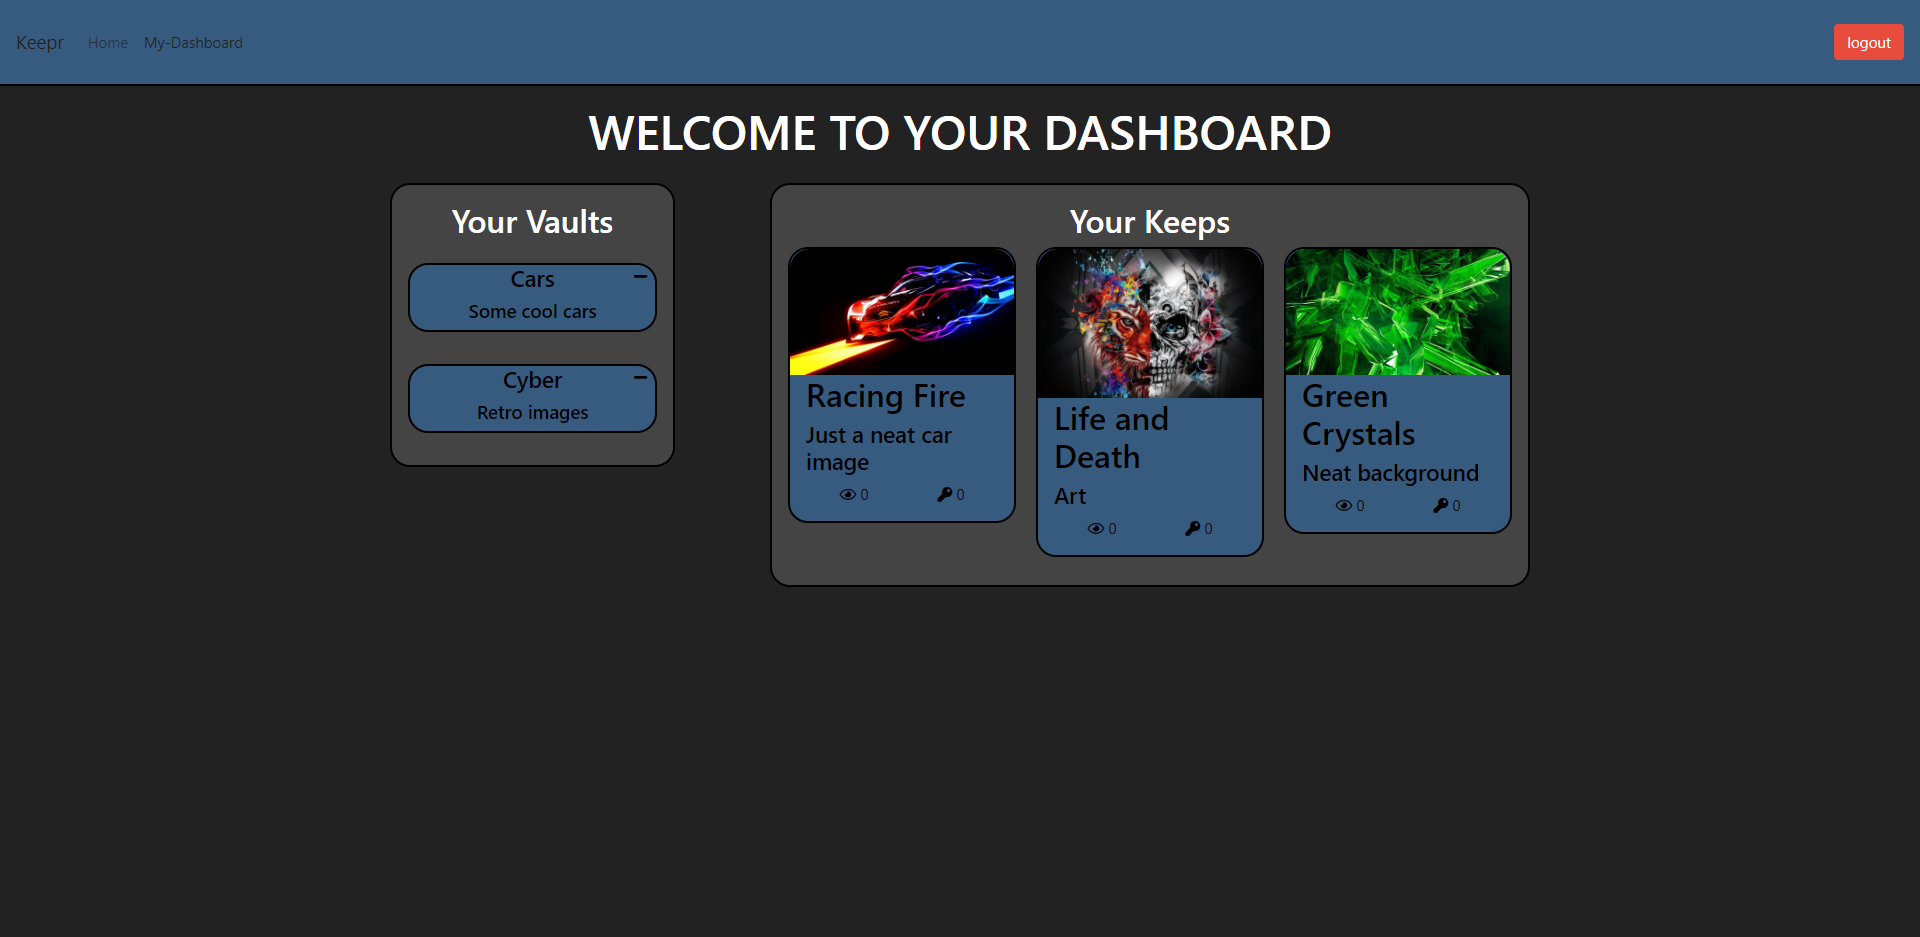 Keepr Home My-Dashboard logout
WELCOME TO YOUR DASHBOARD
Your Vaults
Cars
Some cool cars
Cyber
Retro images
Your Keeps
Racing Fire
Just a neat car
image
0 0
Life and
Death
Art
0 0
Green
Crystals
Neat background
0 0